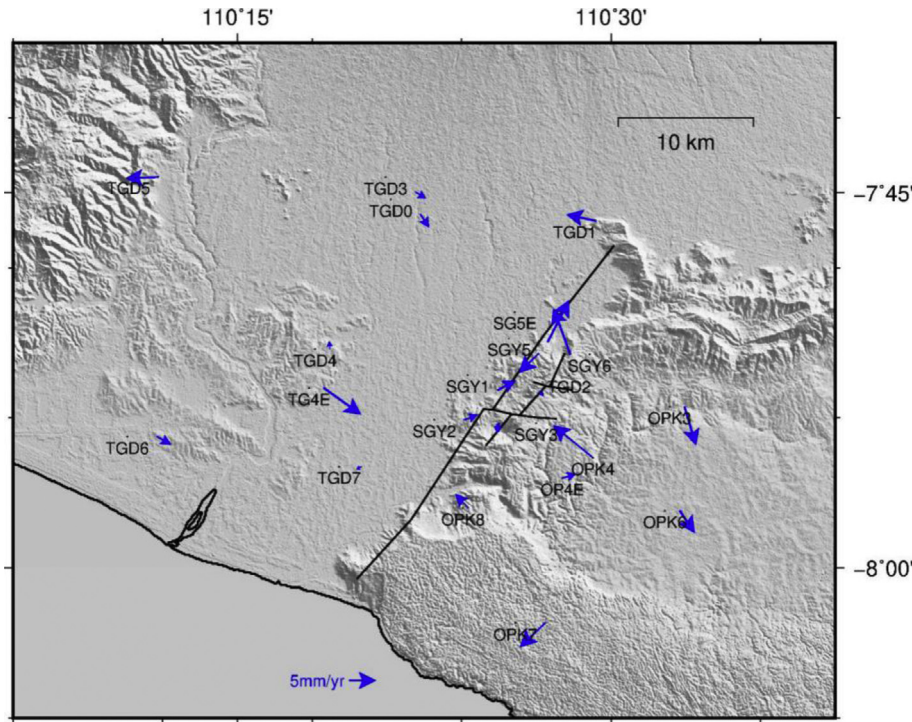 110°15'
110°30'
10 km
TGD5
TGD3
−7°45'
TGD0
TGD1
SG5E
SGY5
TGD4
SGY6
SGY1
TGD2
TG4E
OPK3
SGY2
SGY3
TGD6
OPK4
TGD7
OP4E
OPK8
OPK6
−8°00'
OPK7
5mm/yr